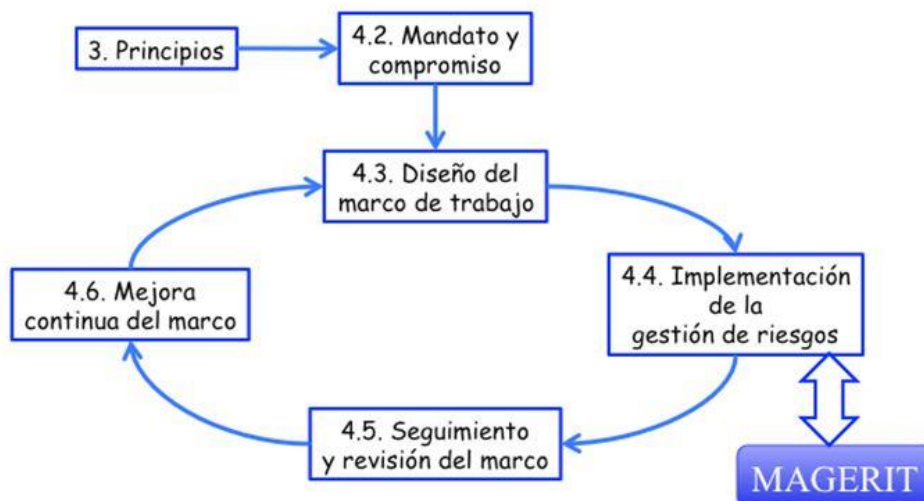 3. Principios
4.2. Mandato y
compromiso
4.3. Diseño del
marco de trabajo
4.4. Implementación
de la
gestión de riesgos
4.6. Mejora
continua del marco
4.5. Seguimiento
y revisión del marco
MAGERIT